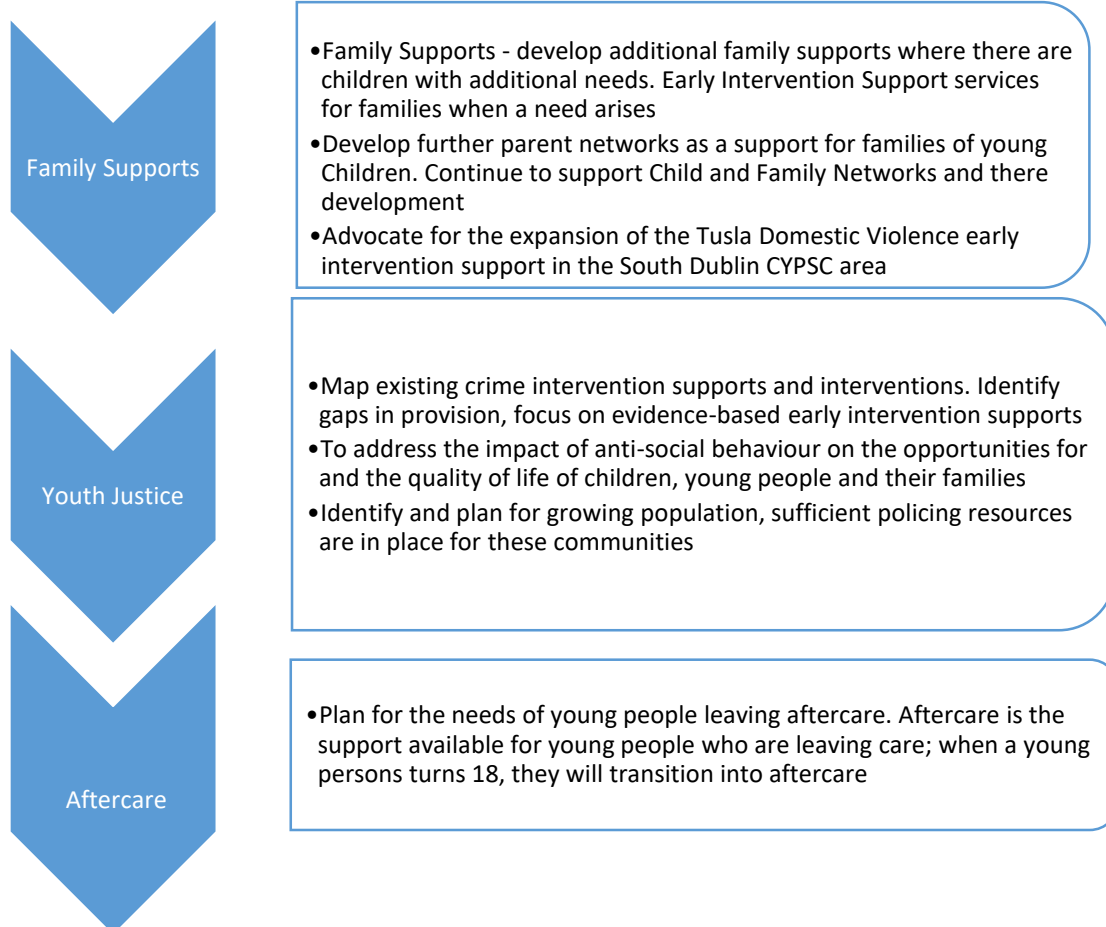 Family Supports
•Family Supports - develop additional family supports where there are
children with additional needs. Early Intervention Support services
for families when a need arises
•Develop further parent networks as a support for families of young
Children. Continue to support Child and Family Networks and there
development
•Advocate for the expansion of the Tusla Domestic Violence early
intervention support in the South Dublin CYPSC area
Youth Justice
•Map existing crime intervention supports and interventions. Identify
gaps in provision, focus on evidence-based early intervention supports
•To address the impact of anti-social behaviour on the opportunities for
and the quality of life of children, young people and their families
•Identify and plan for growing population, sufficient policing resources
are in place for these communities
Aftercare
•Plan for the needs of young people leaving aftercare. Aftercare is the
support available for young people who are leaving care; when a young
persons turns 18, they will transition into aftercare